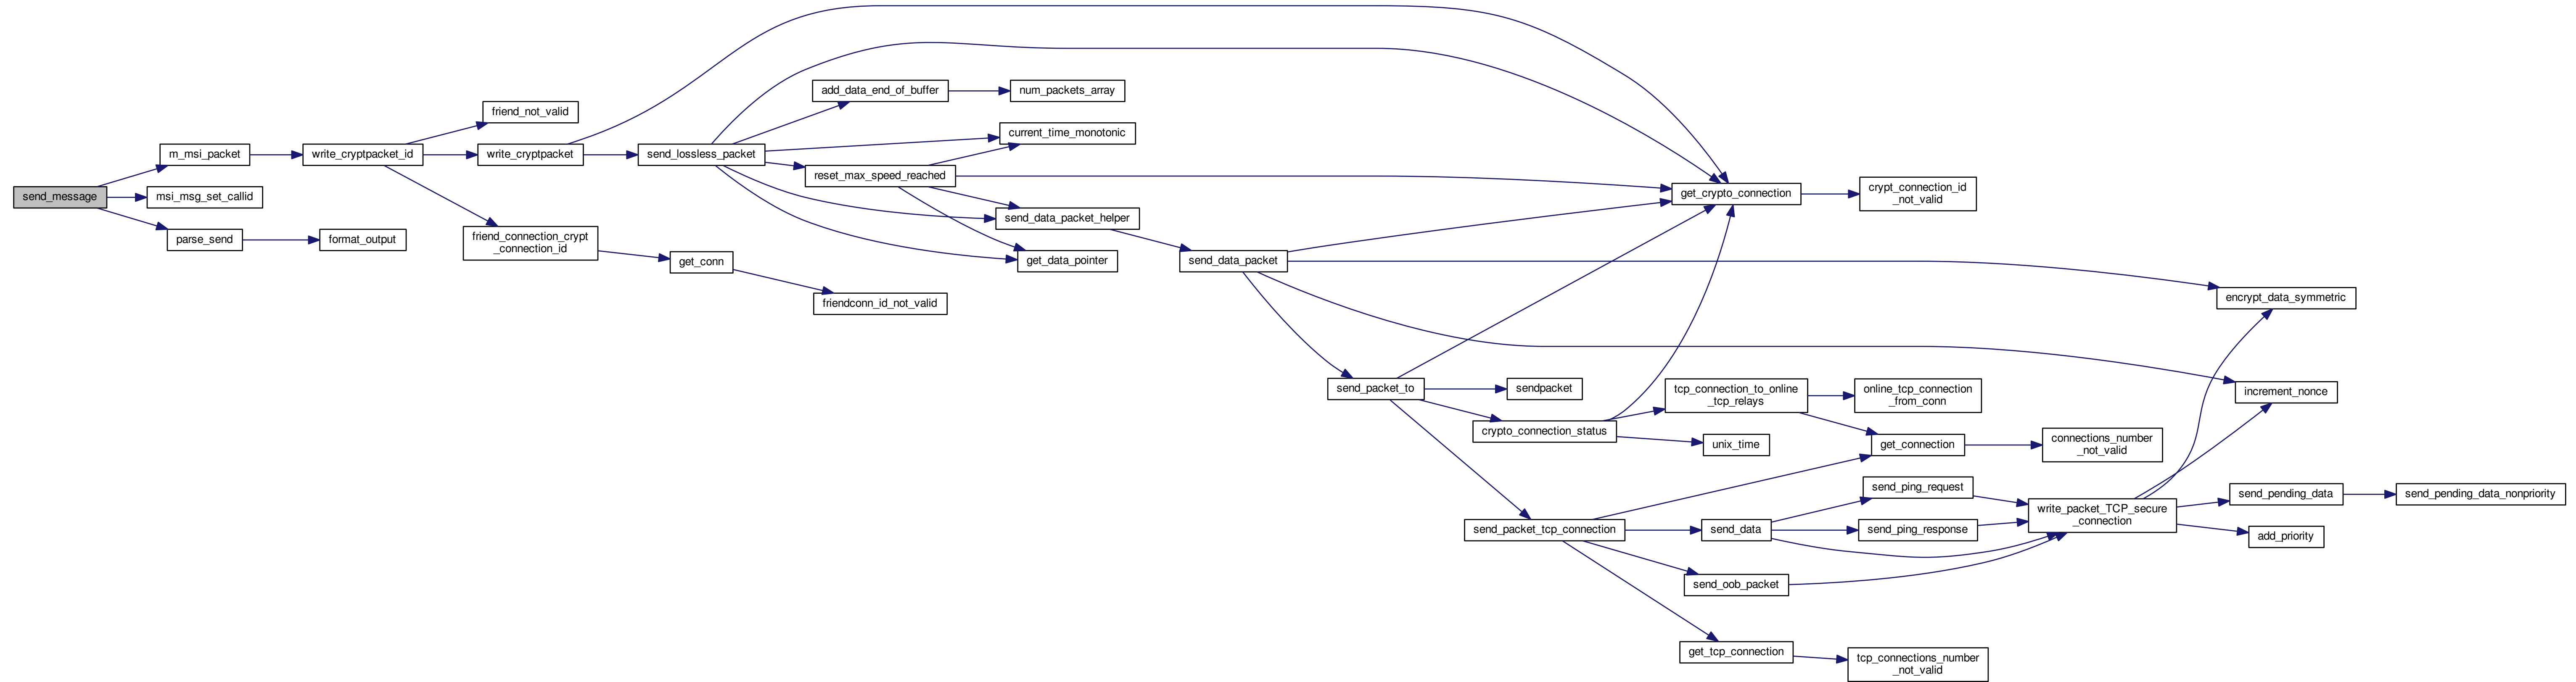 send_message
m_msi_packet
msi_msg_set_callid
parse_send
format_output
write_cryptpacket_id
friend_not_valid
write_cryptpacket
friend_connection_crypt
_connection_id
get_conn
friendconn_id_not_valid
send_lossless_packet
add_data_end_of_buffer
num_packets_array
current_time_monotonic
reset_max_speed_reached
send_data_packet_helper
get_data_pointer
send_data_packet
get_crypto_connection
crypt_connection_id
_not_valid
encrypt_data_symmetric
increment_nonce
send_packet_to
sendpacket
crypto_connection_status
tcp_connection_to_online
_tcp_relays
online_tcp_connection
_from_conn
unix_time
get_connection
connections_number
_not_valid
send_packet_tcp_connection
send_data
send_ping_request
send_ping_response
write_packet_TCP_secure
_connection
send_pending_data
send_pending_data_nonpriority
add_priority
send_oob_packet
get_tcp_connection
tcp_connections_number
_not_valid